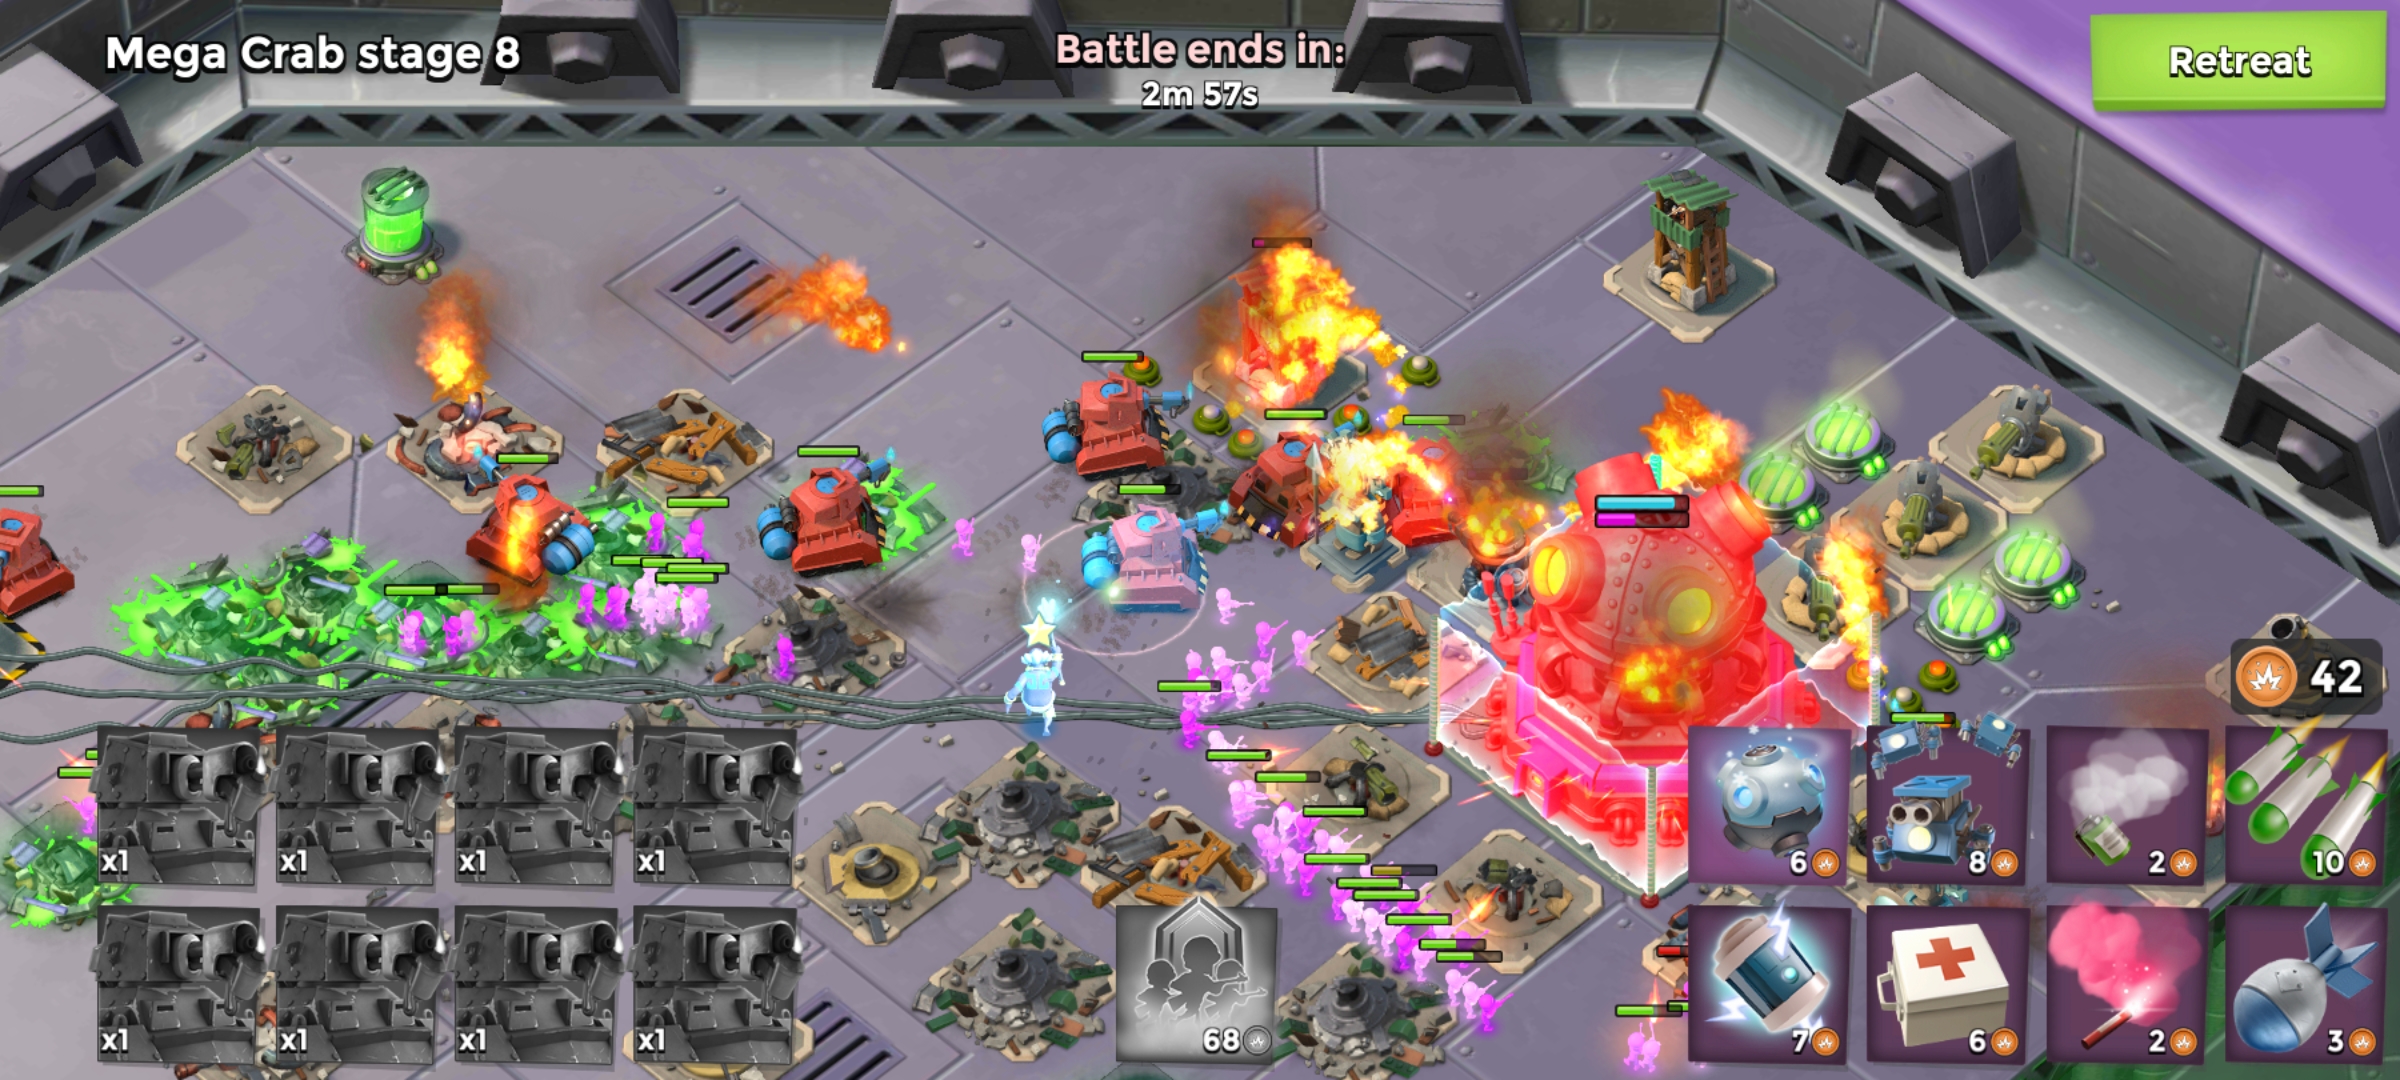 Mega Crab stage 8
Battle ends in:
2m 57s
Retreat
42
x1 x1 x1 x1
6 8 2 10
x1 x1 x1 x1
68
7 6 2 3